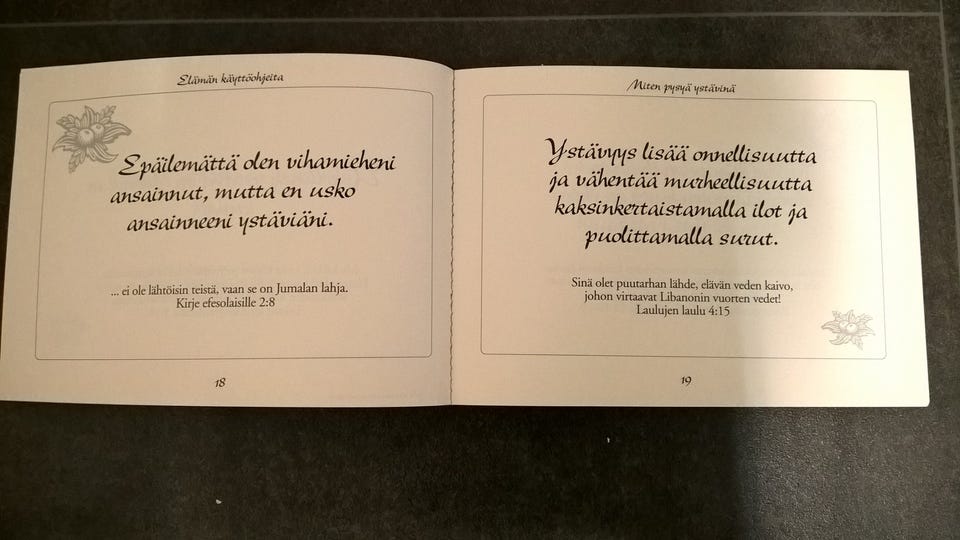 Elämän käyttöohjeita
Epäilemättä olen vihamieheni
ansainnut, mutta en usko
ansainneeni ystäviäni.
... ei ole lähtöisin teistä, vaan se on Jumalan lahja.
Kirje efesolaisille 2:8
18
Miten pysyä ystävinä
Ystävyys lisää onnellisuutta
ja vähentää murheellisuutta
kaksinkertaistamalla ilot ja
puolittamalla surut.
Sinä olet puutarhan lähde, elävän veden kaivo,
johon virtaavat Libanonin vuorten vedet!
Laulujen laulu 4:15
19